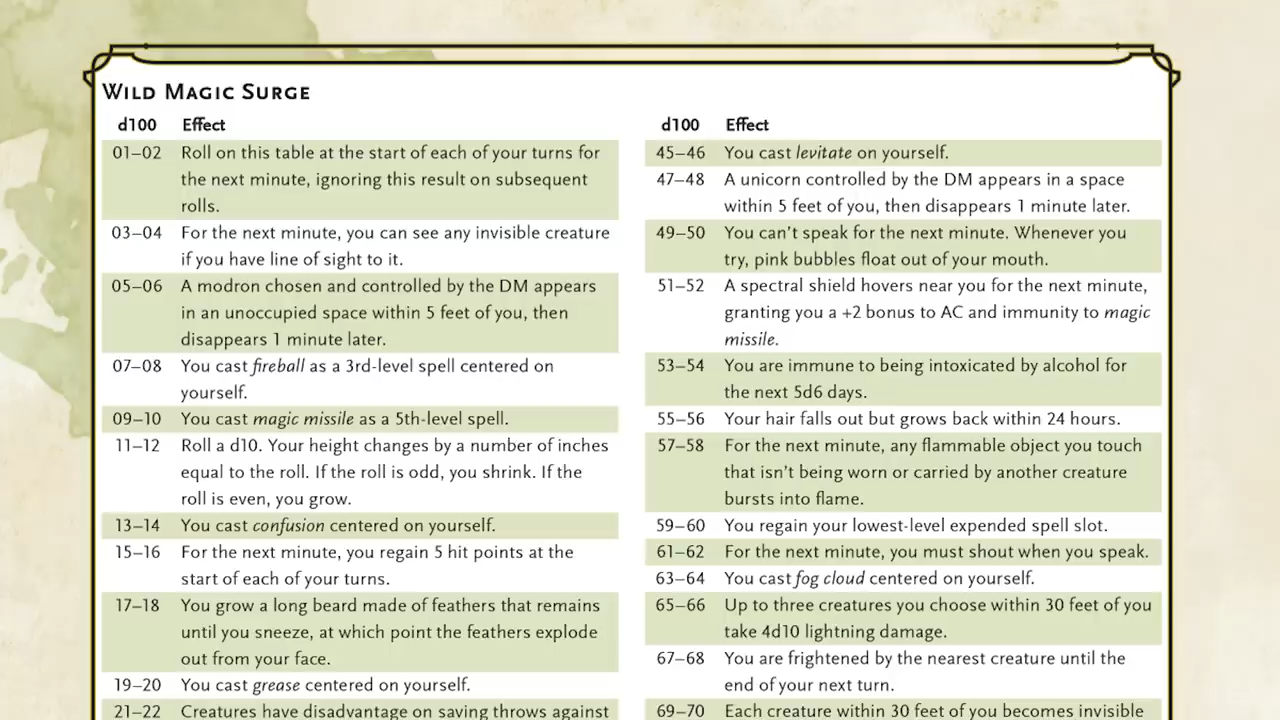 Wild Magic Surge
d100 Effect
01–02 Roll on this table at the start of each of your turns for
the next minute, ignoring this result on subsequent
rolls.
03–04 For the next minute, you can see any invisible creature
if you have line of sight to it.
05–06 A modron chosen and controlled by the DM appears
in an unoccupied space within 5 feet of you, then
disappears 1 minute later.
07–08 You cast fireball as a 3rd-level spell centered on
yourself.
09–10 You cast magic missile as a 5th-level spell.
11–12 Roll a d10. Your height changes by a number of inches
equal to the roll. If the roll is odd, you shrink. If the
roll is even, you grow.
13–14 You cast confusion centered on yourself.
15–16 For the next minute, you regain 5 hit points at the
start of each of your turns.
17–18 You grow a long beard made of feathers that remains
until you sneeze, at which point the feathers explode
out from your face.
19–20 You cast grease centered on yourself.
21–22 Creatures have disadvantage on saving throws against
d100 Effect
45–46 You cast levitate on yourself.
47–48 A unicorn controlled by the DM appears in a space
within 5 feet of you, then disappears 1 minute later.
49–50 You can't speak for the next minute. Whenever you
try, pink bubbles float out of your mouth.
51–52 A spectral shield hovers near you for the next minute,
granting you a +2 bonus to AC and immunity to magic
missile.
53–54 You are immune to being intoxicated by alcohol for
the next 5d6 days.
55–56 Your hair falls out but grows back within 24 hours.
57–58 For the next minute, any flammable object you touch
that isn't being worn or carried by another creature
bursts into flame.
59–60 You regain your lowest-level expended spell slot.
61–62 For the next minute, you must shout when you speak.
63–64 You cast fog cloud centered on yourself.
65–66 Up to three creatures you choose within 30 feet of you
take 4d10 lightning damage.
67–68 You are frightened by the nearest creature until the
end of your next turn.
69–70 Each creature within 30 feet of you becomes invisible